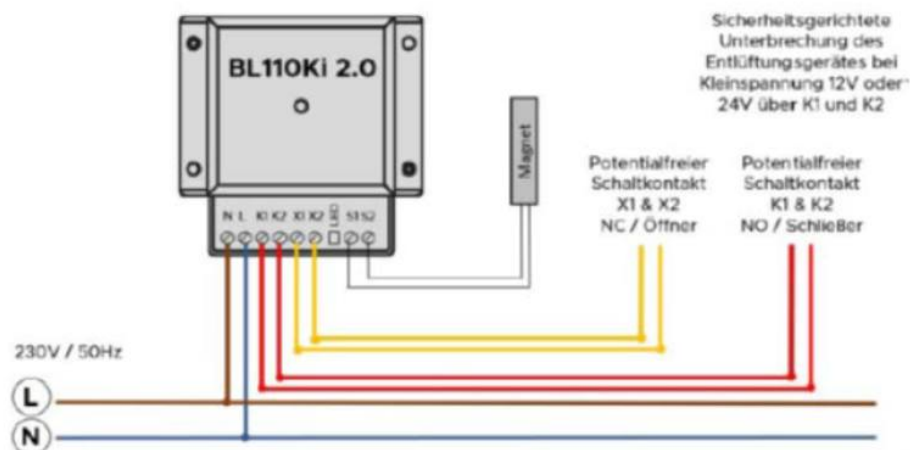 Sicherheitsgerichtete
Unterbrechung des
Entlüftungsgerätes bei
Kleinspannung 12V oder
24V über K1 und K2
BL110Ki 2.0
Magnet
Potentialfreier
Schaltkontakt
X1 & X2
NC / Öffner
Potentialfreier
Schaltkontakt
K1 & K2
NO / Schließer
N L K1 K2 X1 X2 LED S1 S2
230V / 50Hz
L
N